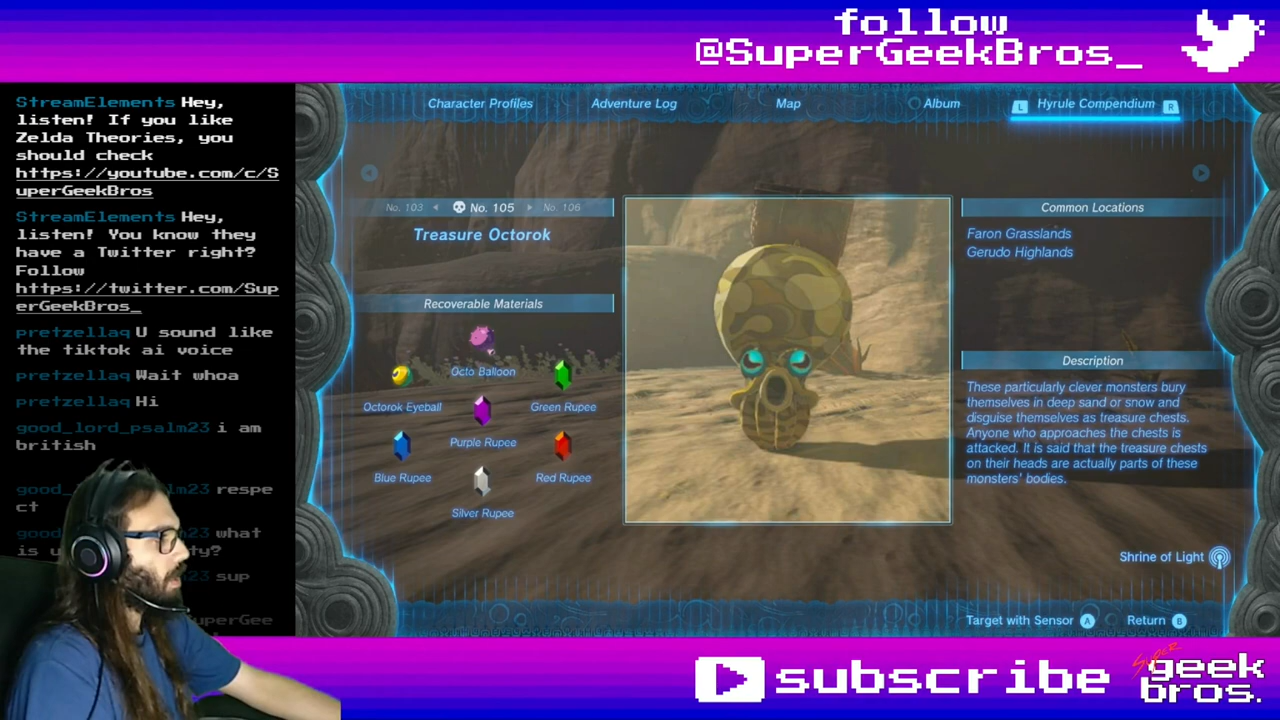 follow
@SuperGeekBros_
StreamElements Hey,
listen! If you like
Zelda Theories, you
should check
https://youtube.com/c/S
uperGeekBros
StreamElements Hey,
listen! You know they
have a Twitter right?
Follow
https://twitter.com/Sup
erGeekBros_
pretzellaq U sound like
the tiktok ai voice
pretzellaq Wait whoa
pretzellaq Hi
good_lord_psalm23 i am
british
respe
ct
what
is
sup
Character Profiles
Adventure Log
Map
Album
L Hyrule Compendium R
No. 103
No. 105
No. 106
Treasure Octorok
Recoverable Materials
Octo Balloon
Octorok Eyeball
Green Rupee
Purple Rupee
Blue Rupee
Red Rupee
Silver Rupee
Common Locations
Faron Grasslands
Gerudo Highlands
Description
These particularly clever monsters bury
themselves in deep sand or snow and
disguise themselves as treasure chests.
Anyone who approaches the chests is
attacked. It is said that the treasure chests
on their heads are actually parts of these
monsters' bodies.
Shrine of Light
Target with Sensor A
Return B
subscribe
super
geek
bros.